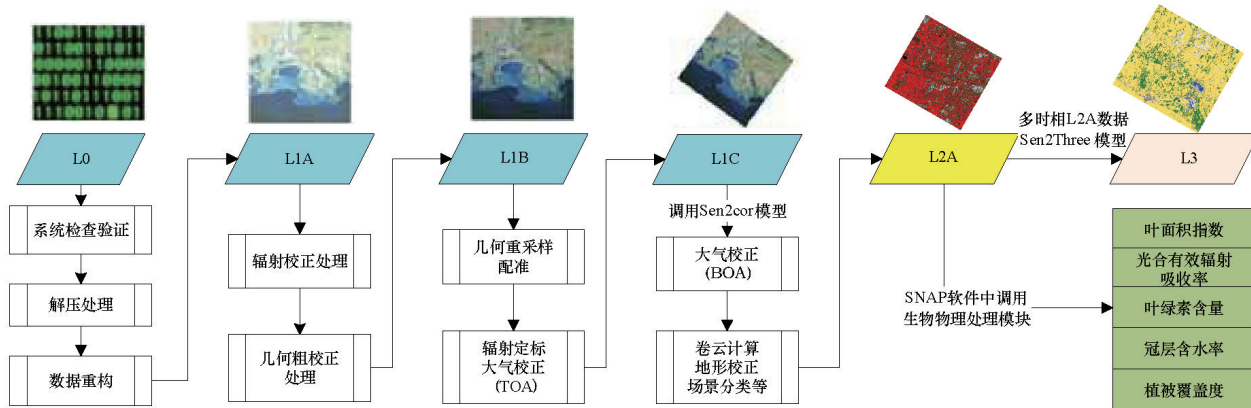 L0
系统检查验证
解压处理
数据重构
L1A
辐射校正处理
几何粗校正
处理
L1B
几何重采样
配准
辐射定标
大气校正
(TOA)
L1C
调用Sen2cor模型
大气校正
(BOA)
卷云计算
地形校正
场景分类等
L2A
多时相L2A数据
Sen2Three 模型
L3
SNAP软件中调用
生物物理处理模块
叶面积指数
光合有效辐射
吸收率
叶绿素含量
冠层含水率
植被覆盖度